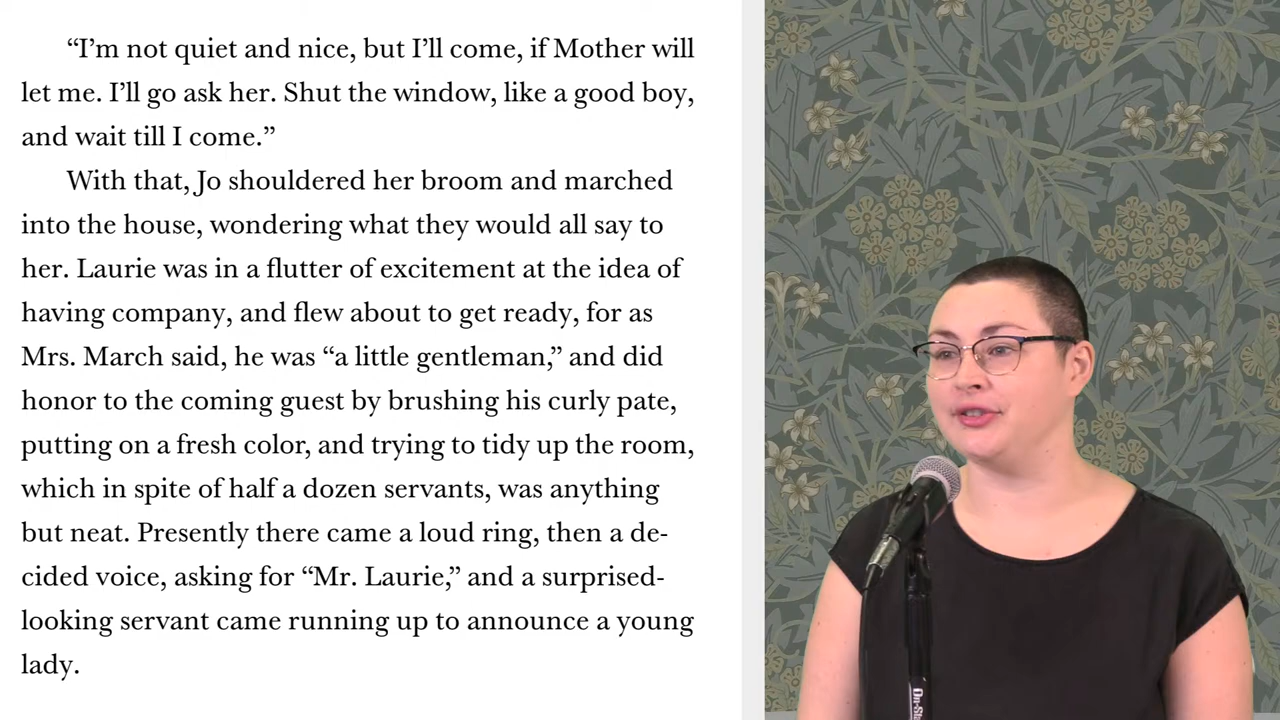 “I’m not quiet and nice, but I’ll come, if Mother will
let me. I’ll go ask her. Shut the window, like a good boy,
and wait till I come.”
With that, Jo shouldered her broom and marched
into the house, wondering what they would all say to
her. Laurie was in a flutter of excitement at the idea of
having company, and flew about to get ready, for as
Mrs. March said, he was “a little gentleman,” and did
honor to the coming guest by brushing his curly pate,
putting on a fresh color, and trying to tidy up the room,
which in spite of half a dozen servants, was anything
but neat. Presently there came a loud ring, then a de-
cided voice, asking for “Mr. Laurie,” and a surprised-
looking servant came running up to announce a young
lady.